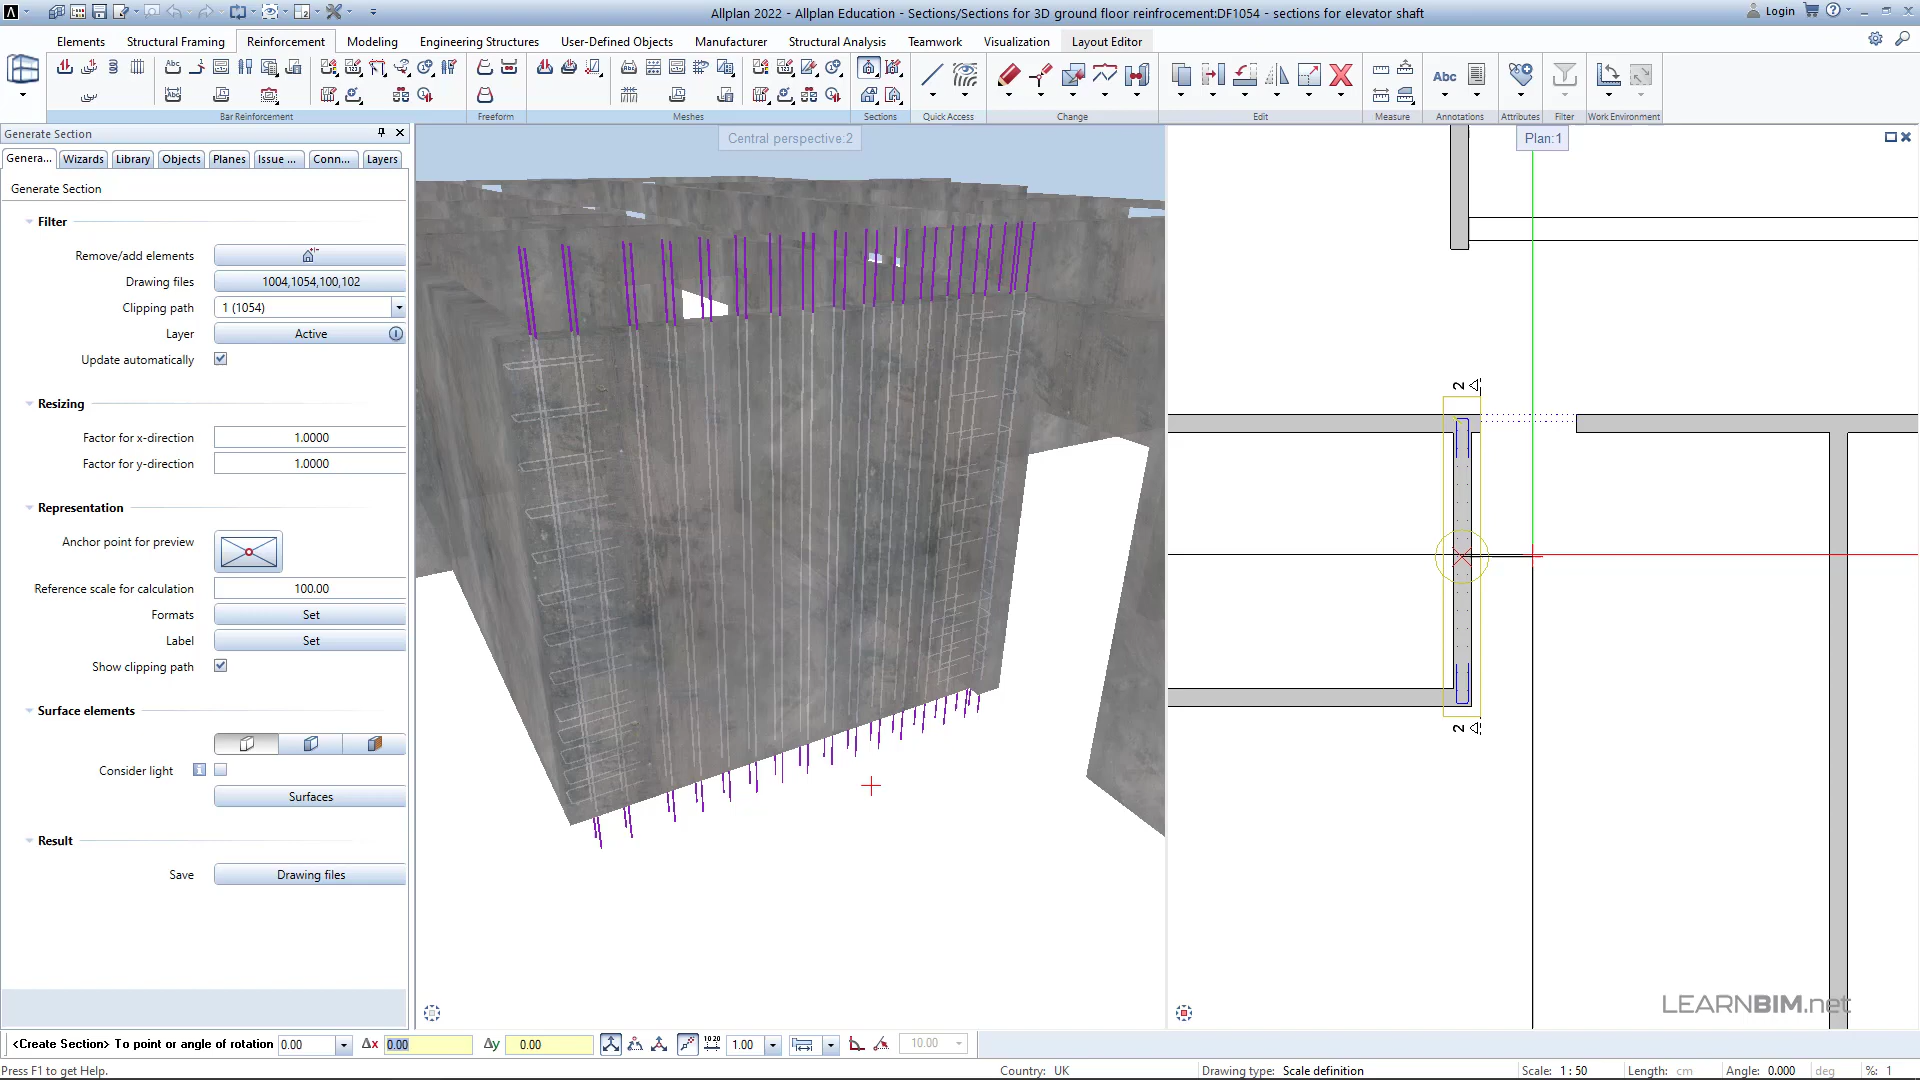 Allplan 2022 - Allplan Education - Sections/Sections for 3D ground floor reinfrocement:DF1054 - sections for elevator shaft
Login
Elements
Structural Framing
Reinforcement
Modeling
Engineering Structures
User-Defined Objects
Manufacturer
Structural Analysis
Teamwork
Visualization
Layout Editor
Abc
Bar Reinforcement
Freeform
Meshes
Sections
Quick Access
Change
Edit
Measure
Annotations
Attributes
Filter
Work Environment
Generate Section
Central perspective:2
Plan:1
Genera...
Wizards
Library
Objects
Planes
Issue ...
Conn...
Layers
Generate Section
Filter
Remove/add elements
Drawing files 1004,1054,100,102
Clipping path 1 (1054)
Layer Active
Update automatically
Resizing
Factor for x-direction 1.0000
Factor for y-direction 1.0000
Representation
Anchor point for preview
Reference scale for calculation 100.00
Formats Set
Label Set
Show clipping path
Surface elements
Consider light
Surfaces
Result
Save Drawing files
2
2
LEARNBIM.net
<Create Section> To point or angle of rotation 0.00 Δx 0.00 Δy 0.00 1.00 10.00
Press F1 to get Help.
Country: UK
Drawing type: Scale definition
Scale: 1 : 50
Length: cm
Angle: 0.000 deg
%: 1